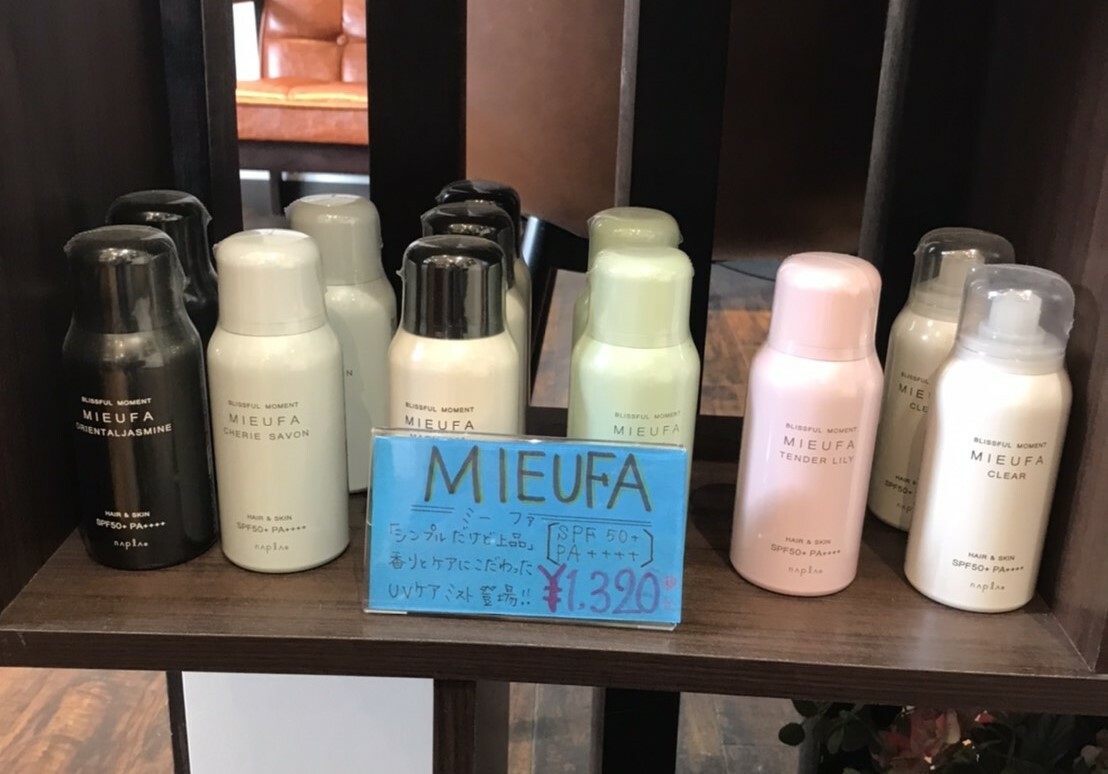 BLISSFUL MOMENT
MIEUFA
ORIENTALJASMINE
HAIR & SKIN
SPF50+ PA++++
napla
BLISSFUL MOMENT
MIEUFA
CHERIE SAVON
HAIR & SKIN
SPF50+ PA++++
napla
BLISSFUL MOMENT
MIEUFA
BLISSFUL MOMENT
MIEUFA
MIEUFA
ミーファ
「シンプルだけど上品」
香りとケアにこだわった
UVケアミスト登場!!
SPF 50+
PA ++++
¥1,320
BLISSFUL MOMENT
MIEUFA
TENDER LILY
HAIR & SKIN
SPF50+ PA++++
napla
BLISSFUL MOMENT
MIEUFA
CLEAR
HAIR & SKIN
SPF50+ PA++++
napla